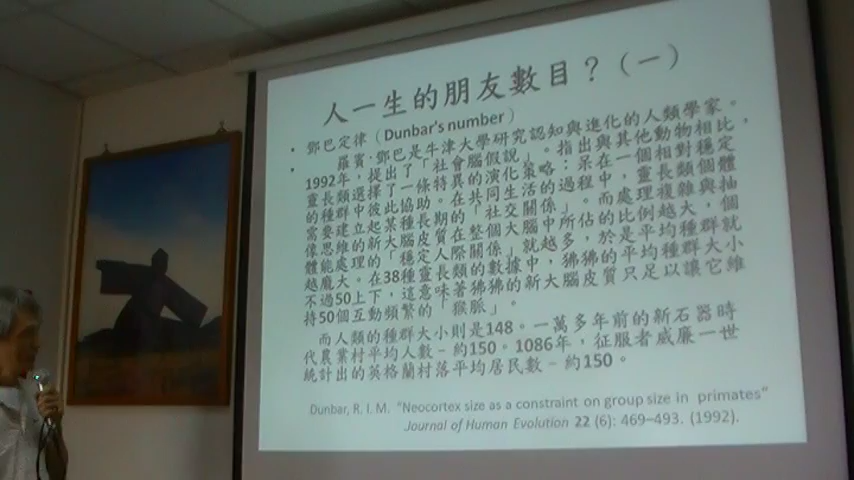 人一生的朋友數目？(一)
• 鄧巴定律（Dunbar's number）
• 羅賓·鄧巴是牛津大學研究認知與進化的人類學家。
1992年，提出了「社會腦假說」。指出與其他動物相比，
靈長類選擇了一條特異的演化策略：呆在一個相對穩定
的種群中彼此協助。在共同生活的過程中，靈長類個體
需要建立起某種長期的「社交關係」。而處理複雜與抽
像思維的新大腦皮質在整個大腦中所佔的比例越大，個
體能處理的「穩定人際關係」就越多，於是平均種群就
越龐大。在38種靈長類的數據中，狒狒的平均種群大小
不過50上下，這意味著狒狒的新大腦皮質只足以讓它維
持50個互動頻繁的「猴脈」。
而人類的種群大小則是148。一萬多年前的新石器時
代農業村平均人數–約150。1086年，征服者威廉一世
統計出的英格蘭村落平均居民數–約150。
Dunbar, R. I. M. "Neocortex size as a constraint on group size in primates"
Journal of Human Evolution 22 (6): 469–493. (1992).